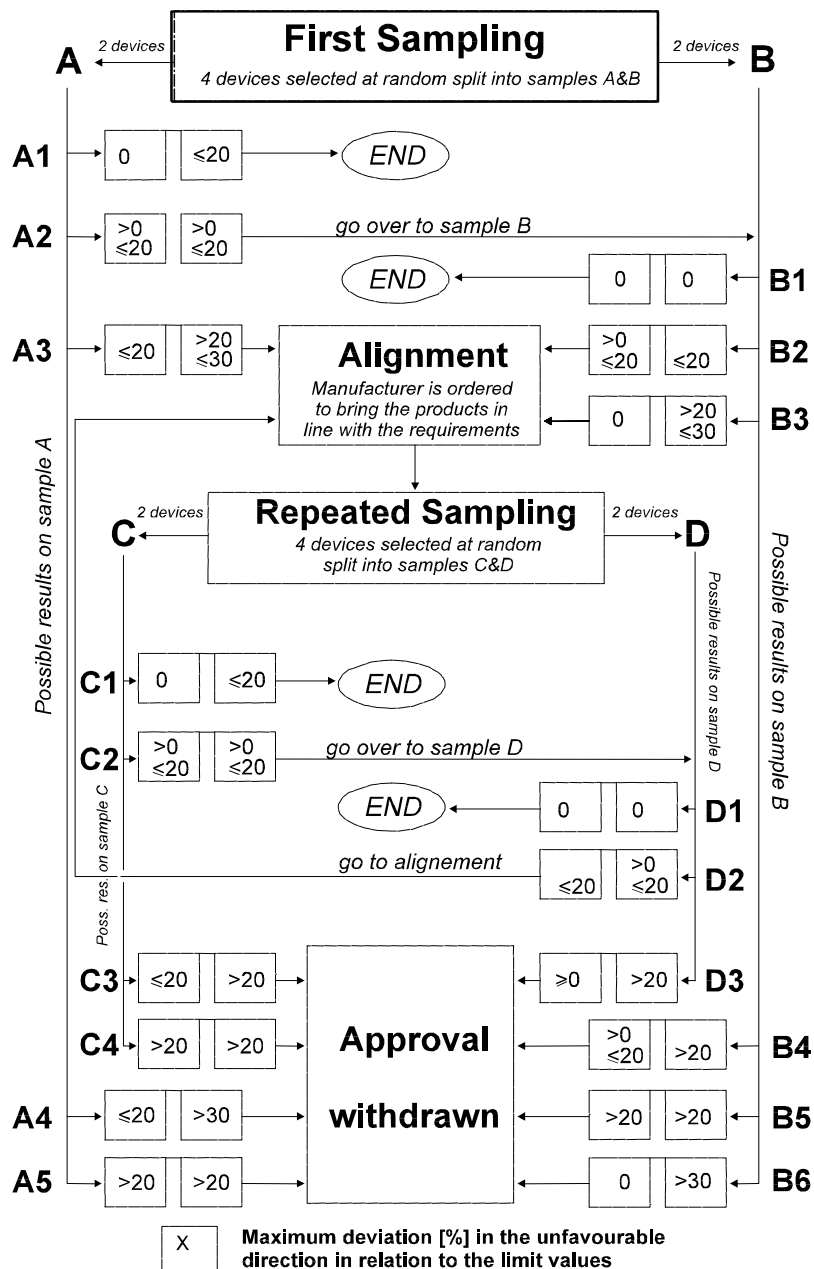 First Sampling
4 devices selected at random split into samples A&B
A
2 devices
2 devices
B
A1
0
≤20
END
A2
>0
≤20
>0
≤20
go over to sample B
END
0
0
B1
A3
≤20
>20
≤30
Alignment
Manufacturer is ordered
to bring the products in
line with the requirements
>0
≤20
≤20
B2
0
>20
≤30
B3
Possible results on sample A
Repeated Sampling
4 devices selected at random
split into samples C&D
C
2 devices
2 devices
D
Possible results on sample D
Possible results on sample B
C1
0
≤20
END
C2
>0
≤20
>0
≤20
go over to sample D
END
0
0
D1
Poss. res. on sample C
go to alignement
≤20
>0
≤20
D2
C3
≤20
>20
Approval
withdrawn
≥0
>20
D3
C4
>20
>20
>0
≤20
>20
B4
A4
≤20
>30
>20
>20
B5
A5
>20
>20
0
>30
B6
X
Maximum deviation [%] in the unfavourable
direction in relation to the limit values